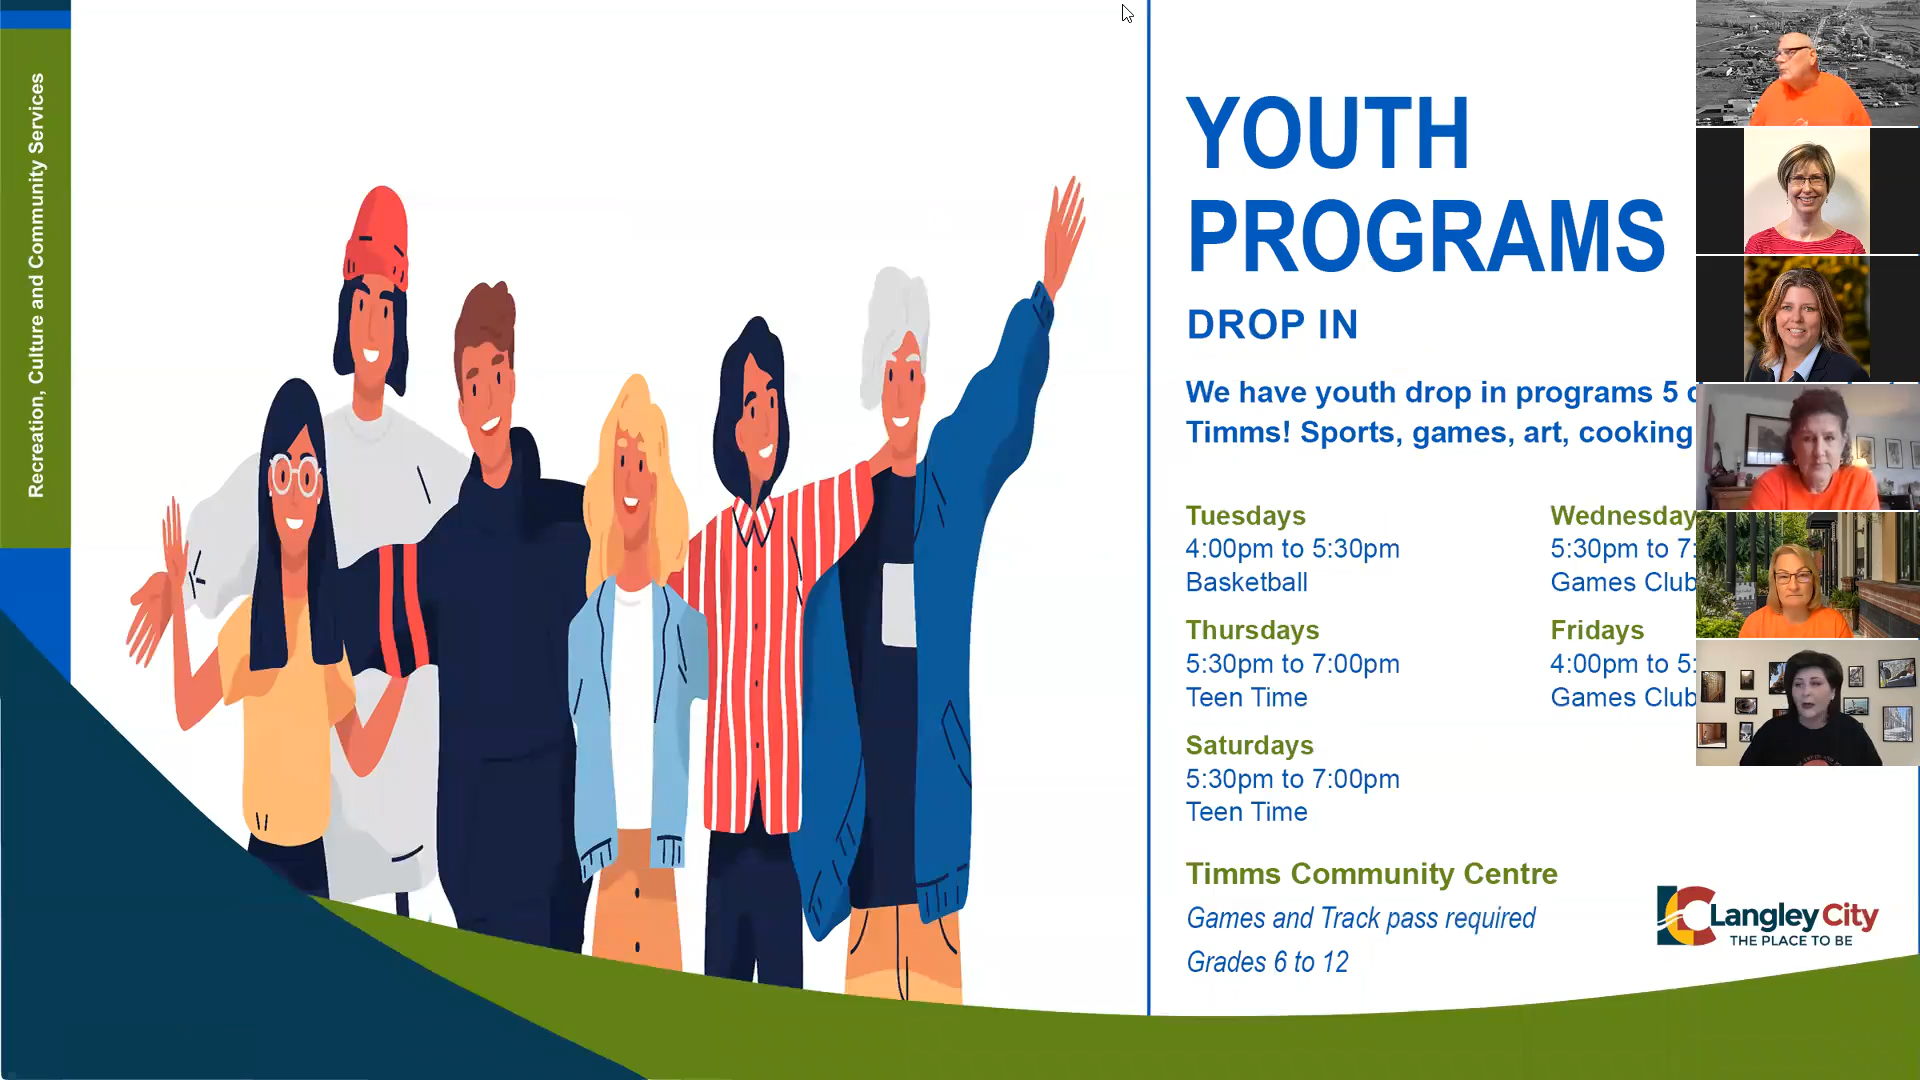 Recreation, Culture and Community Services
YOUTH
PROGRAMS
DROP IN
We have youth drop in programs 5
Timms! Sports, games, art, cooking
Tuesdays
4:00pm to 5:30pm
Basketball
Wednesday
5:30pm to 7:
Games Club
Thursdays
5:30pm to 7:00pm
Teen Time
Fridays
4:00pm to 5:
Games Club
Saturdays
5:30pm to 7:00pm
Teen Time
Timms Community Centre
Games and Track pass required
Grades 6 to 12
Langley City
THE PLACE TO BE